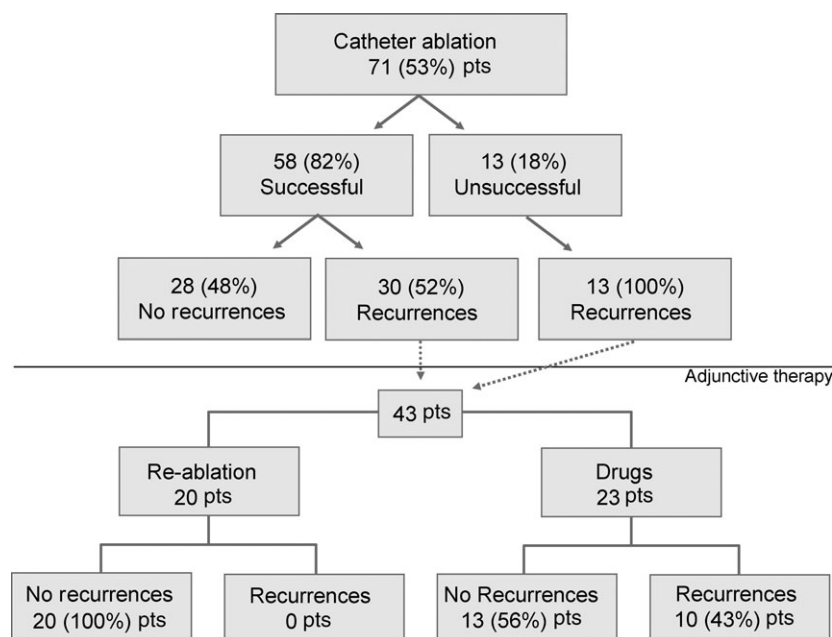 Catheter ablation
71 (53%) pts
58 (82%)
Successful
13 (18%)
Unsuccessful
28 (48%)
No recurrences
30 (52%)
Recurrences
13 (100%)
Recurrences
Adjunctive therapy
43 pts
Re-ablation
20 pts
Drugs
23 pts
No recurrences
20 (100%) pts
Recurrences
0 pts
No Recurrences
13 (56%) pts
Recurrences
10 (43%) pts